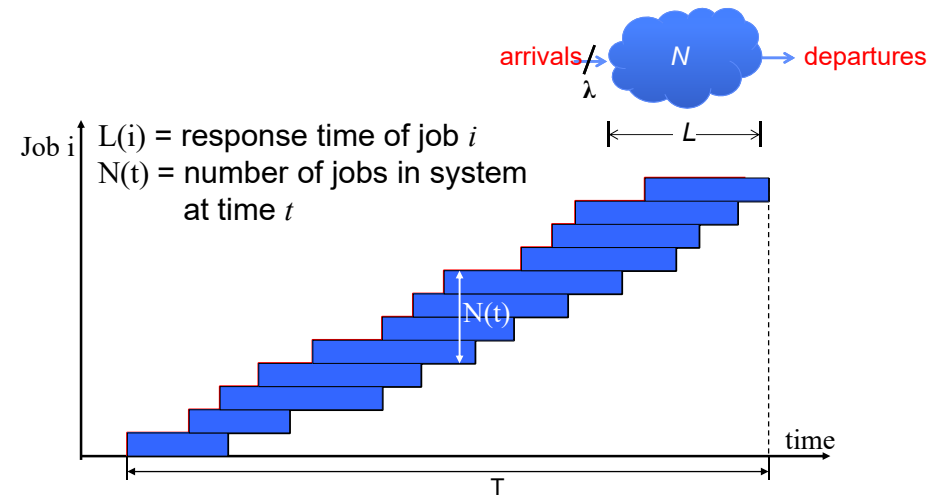 arrivals
N
departures
λ
L
Job i
L(i) = response time of job i
N(t) = number of jobs in system
at time t
N(t)
time
T